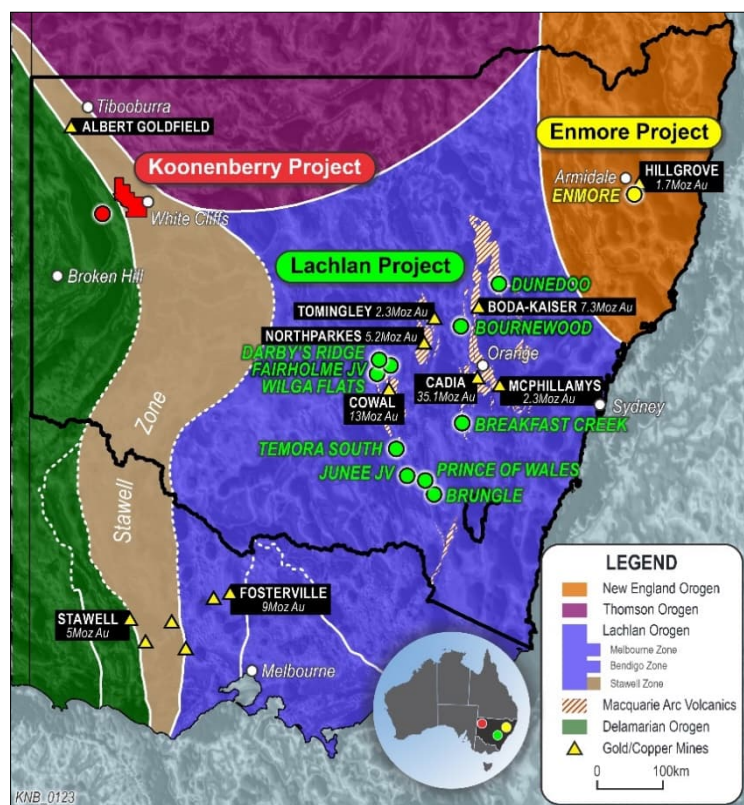 Tibooburra
ALBERT GOLDFIELD
Koonenberry Project
White Cliffs
Broken Hill
Enmore Project
Armidale
HILLGROVE
1.7Moz Au
ENMORE
Lachlan Project
DUNEDOO
TOMINGLEY 2.3Moz Au
BODA-KAISER 7.3Moz Au
NORTHPARKES
5.2Moz Au
BOURNEWOOD
DARBY'S RIDGE
FAIRHOLME JV
WILGA FLATS
Orange
CADIA
35.1Moz Au
MCPHILLAMYS
2.3Moz Au
COWAL
13Moz Au
Sydney
BREAKFAST CREEK
TEMORA SOUTH
JUNEE JV
PRINCE OF WALES
BRUNGLE
Zone
Stawell
FOSTERVILLE
9Moz Au
STAWELL
5Moz Au
Melbourne
LEGEND
New England Orogen
Thomson Orogen
Lachlan Orogen
Melbourne Zone
Bendigo Zone
Stawell Zone
Macquarie Arc Volcanics
Delamarian Orogen
Gold/Copper Mines
0 100km
KNB_0123